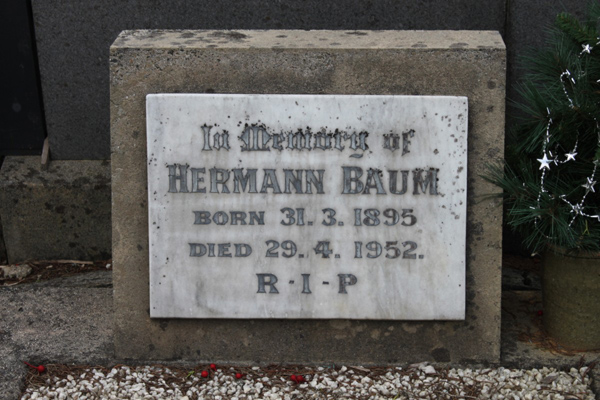 In Memory of
HERMANN BAUM
BORN 31. 3. 1895
DIED 29. 4. 1952.
R-I-P